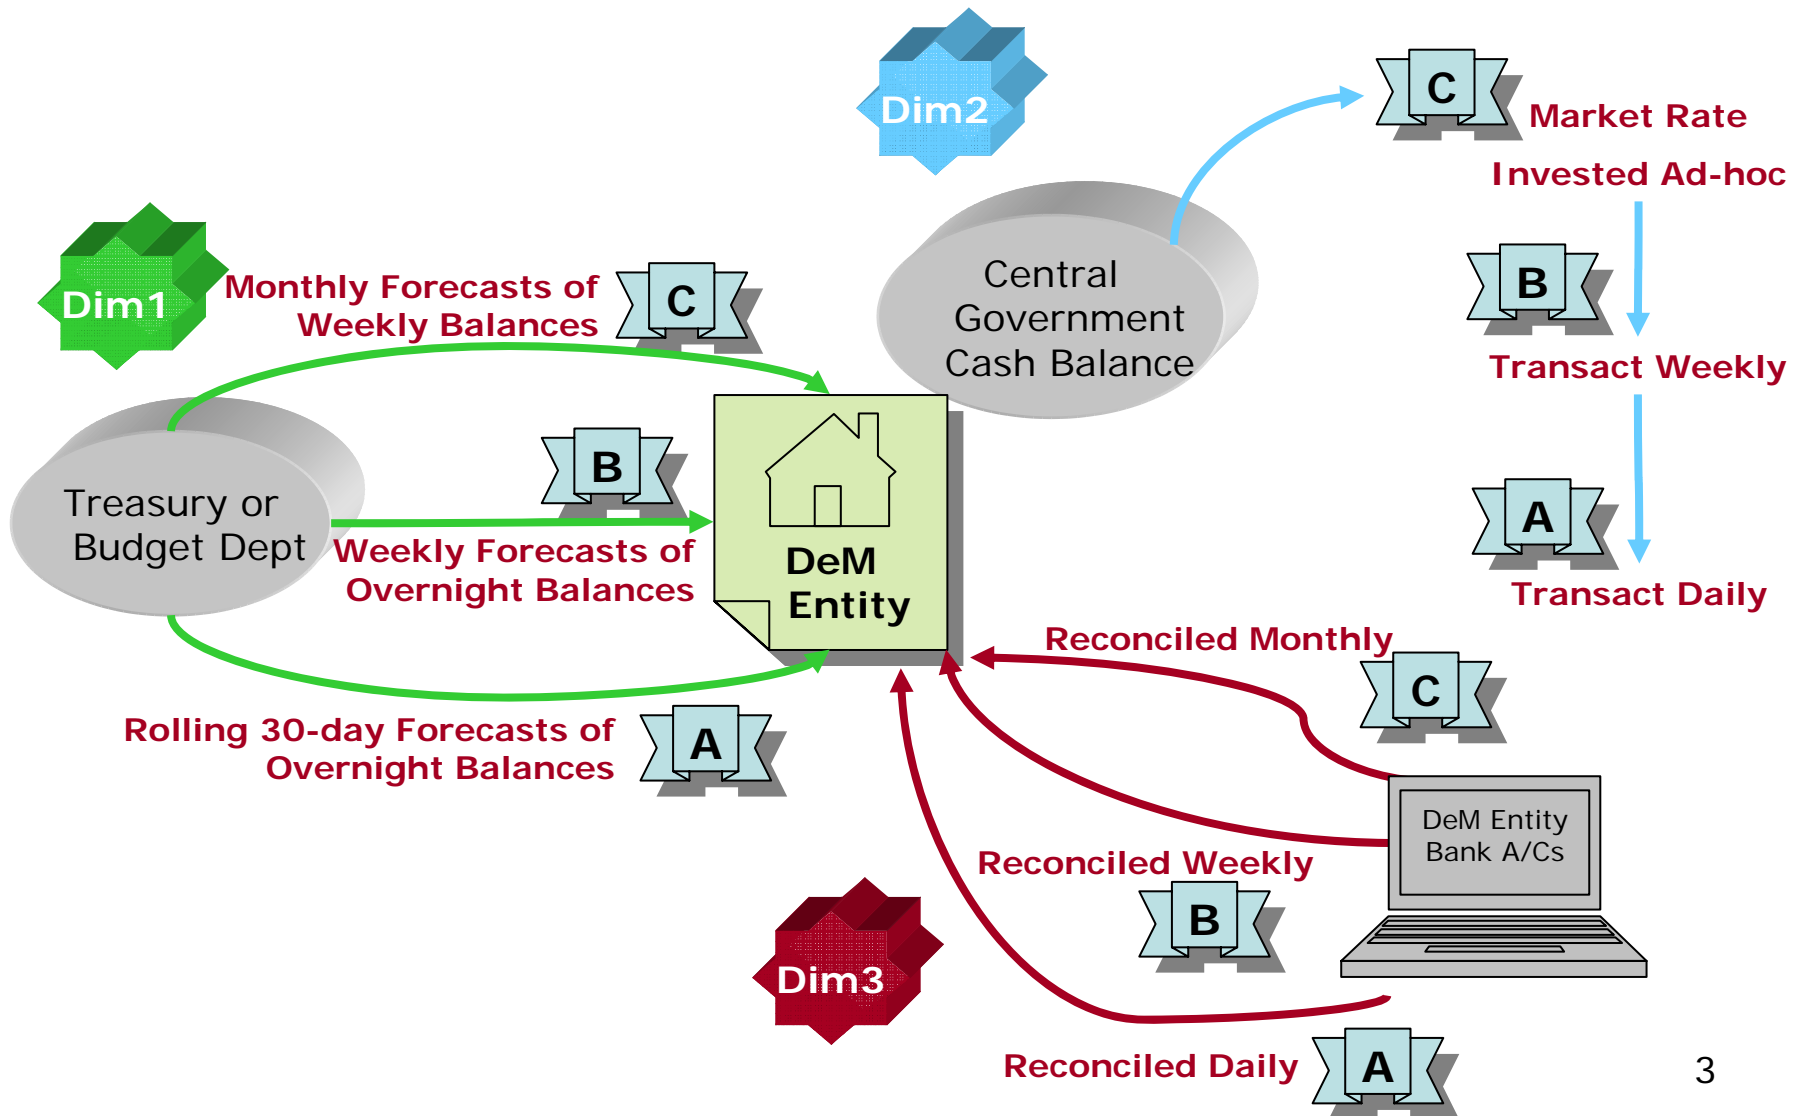 Dim2
C
Market Rate
Invested Ad-hoc
B
Transact Weekly
A
Transact Daily
Central
Government
Cash Balance
Dim1
Monthly Forecasts of
Weekly Balances
C
Treasury or
Budget Dept
B
Weekly Forecasts of
Overnight Balances
DeM
Entity
Rolling 30-day Forecasts of
Overnight Balances
A
Reconciled Monthly
C
DeM Entity
Bank A/Cs
Reconciled Weekly
B
Dim3
Reconciled Daily
A
3